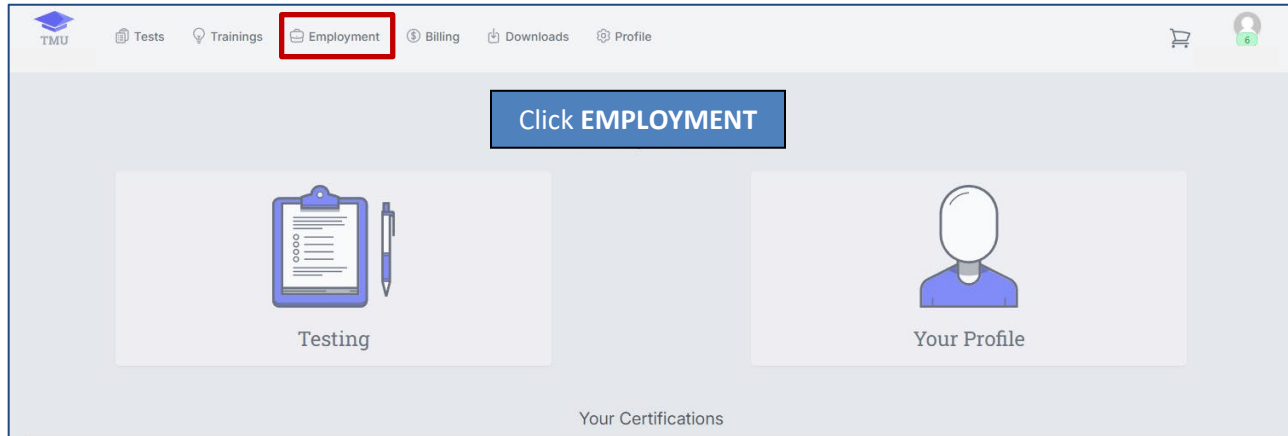 TMU
Tests
Trainings
Employment
Billing
Downloads
Profile
6
Click EMPLOYMENT
Testing
Your Profile
Your Certifications